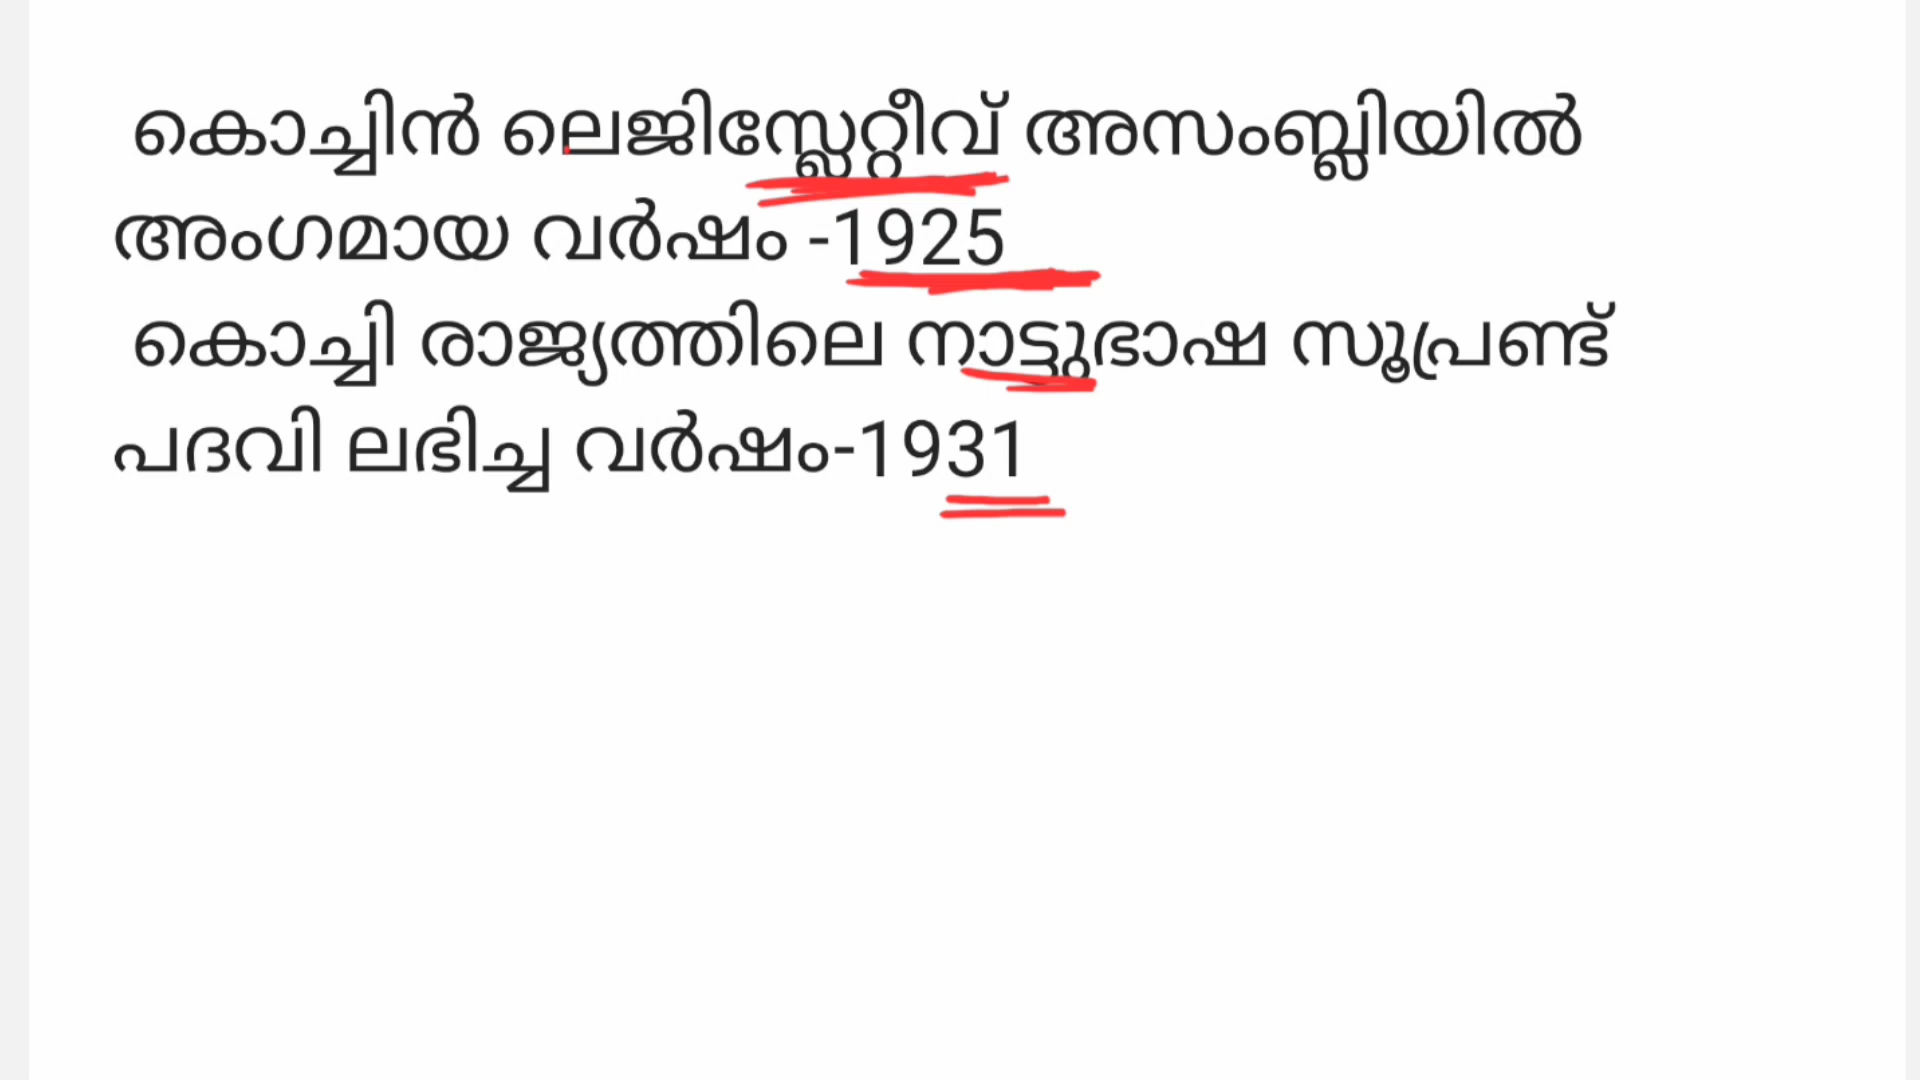 കൊച്ചിൻ ലെജിസ്ലേറ്റീവ് അസംബ്ലിയിൽ
അംഗമായ വർഷം -1925
കൊച്ചി രാജ്യത്തിലെ നാട്ടുഭാഷ സൂപ്രണ്ട്
പദവി ലഭിച്ച വർഷം-1931